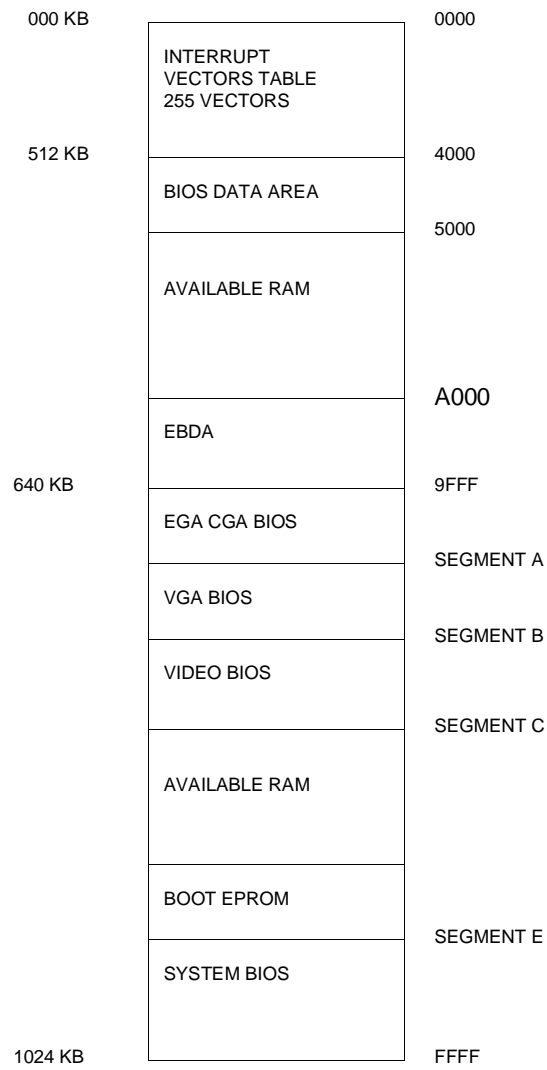 000 KB
0000
INTERRUPT
VECTORS TABLE
255 VECTORS
512 KB
4000
BIOS DATA AREA
5000
AVAILABLE RAM
A000
EBDA
640 KB
9FFF
EGA CGA BIOS
SEGMENT A
VGA BIOS
SEGMENT B
VIDEO BIOS
SEGMENT C
AVAILABLE RAM
BOOT EPROM
SEGMENT E
SYSTEM BIOS
1024 KB
FFFF